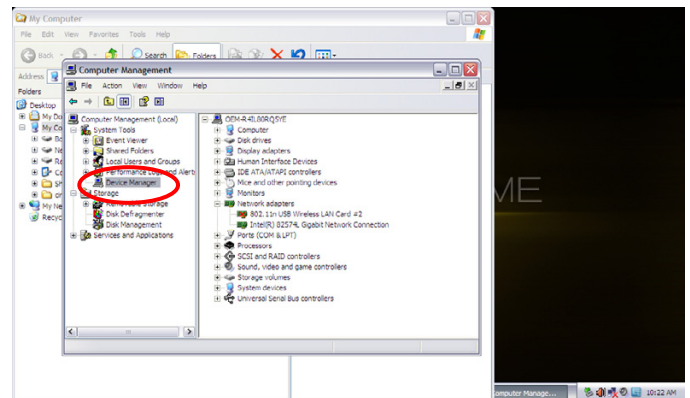 My Computer
File Edit View Favorites Tools Help
Back Search Folders
Address
Folders
Desktop
My Do
My Co
My Ne
Recyc
Computer Management
File Action View Window Help
Computer Management (Local)
System Tools
Event Viewer
Shared Folders
Local Users and Groups
Performance Logs and Alerts
Device Manager
Storage
Removable Storage
Disk Defragmenter
Disk Management
Services and Applications
OEM-R4IL80RQSYE
Computer
Disk drives
Display adapters
Human Interface Devices
IDE ATA/ATAPI controllers
Mice and other pointing devices
Monitors
Network adapters
802.11n USB Wireless LAN Card #2
Intel(R) 82574L Gigabit Network Connection
Ports (COM & LPT)
Processors
SCSI and RAID controllers
Sound, video and game controllers
Storage volumes
System devices
Universal Serial Bus controllers
ME
omputer Manage...
10:22 AM